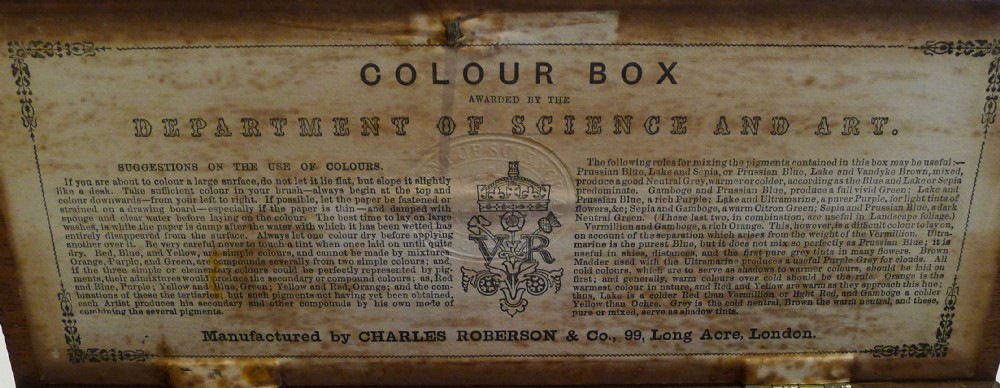 COLOUR BOX
AWARDED BY THE
DEPARTMENT OF SCIENCE AND ART.
SUGGESTIONS ON THE USE OF COLOURS.
If you are about to colour a large surface, do not let it lie flat, but slope it slightly
like a desk. Take sufficient colour in your brush—always begin at the top and
colour downwards—from your left to right. If possible, let the paper be fastened or
strained on a drawing board—especially if the paper is thin—and damped with
sponge and clear water before laying on the colour. The best time to lay on large
washes, is while the paper is damp after the water with which it has been wetted has
entirely disappeared from the surface. Always let one colour dry before applying
another over it. Be very careful never to touch a tint when once laid on until quite
dry. Red, Blue, and Yellow, are simple colours, and cannot be made by mixtures.
Orange, Purple, and Green, are compounds severally from two simple colours; and
if the three simple or elementary colours could be perfectly represented by pig-
ments, their admixtures would produce the secondary or compound colours; as, Red
and Blue, Purple; Yellow and Blue, Green; Yellow and Red, Orange; and the com-
binations of these the tertiaries, but such pigments not having yet been obtained,
each Artist produces his secondary and other compounds by his own mode of
combining the several pigments.
VR
The following rules for mixing the pigments contained in this box may be useful:—
Prussian Blue, Lake and Sepia, or Prussian Blue, Lake and Vandyke Brown, mixed,
produce a good Neutral Grey, warmer or colder, according as the Blue and Lake or Sepia
predominate. Gamboge and Prussian Blue, produce a full vivid Green; Lake and
Prussian Blue, a rich Purple; Lake and Ultramarine, a purer Purple, for light tints of
flowers, &c; Sepia and Gamboge, a warm Citron Green; Sepia and Prussian Blue, a dark
Neutral Green. (These last two, in combination, are useful in Landscape foliage.)
Vermilion and Gamboge, a rich Orange. This, however, is a difficult colour to lay on,
on account of the separation which arises from the weight of the Vermilion. Ultra-
marine is the purest Blue, but it does not mix so perfectly as Prussian Blue; it is
useful in skies, distances, and the first pure grey tints in many flowers. Brown
Madder used with the Ultramarine produces a useful Purple Grey for clouds. All
cold colours, which are to serve as shadows to warmer colours, should be laid on
first; and generally, warm colours over cold should be the rule. Orange is the
warmest colour in nature, and Red and Yellow are warm as they approach this hue;
thus, Lake is a colder Red than Vermilion or Light Red, and Gamboge a colder
Yellow than Ochre. Grey is the cold neutral, Brown the warm neutral, and these,
pure or mixed, serve as shadow tints.
Manufactured by CHARLES ROBERSON & Co., 99, Long Acre, London.